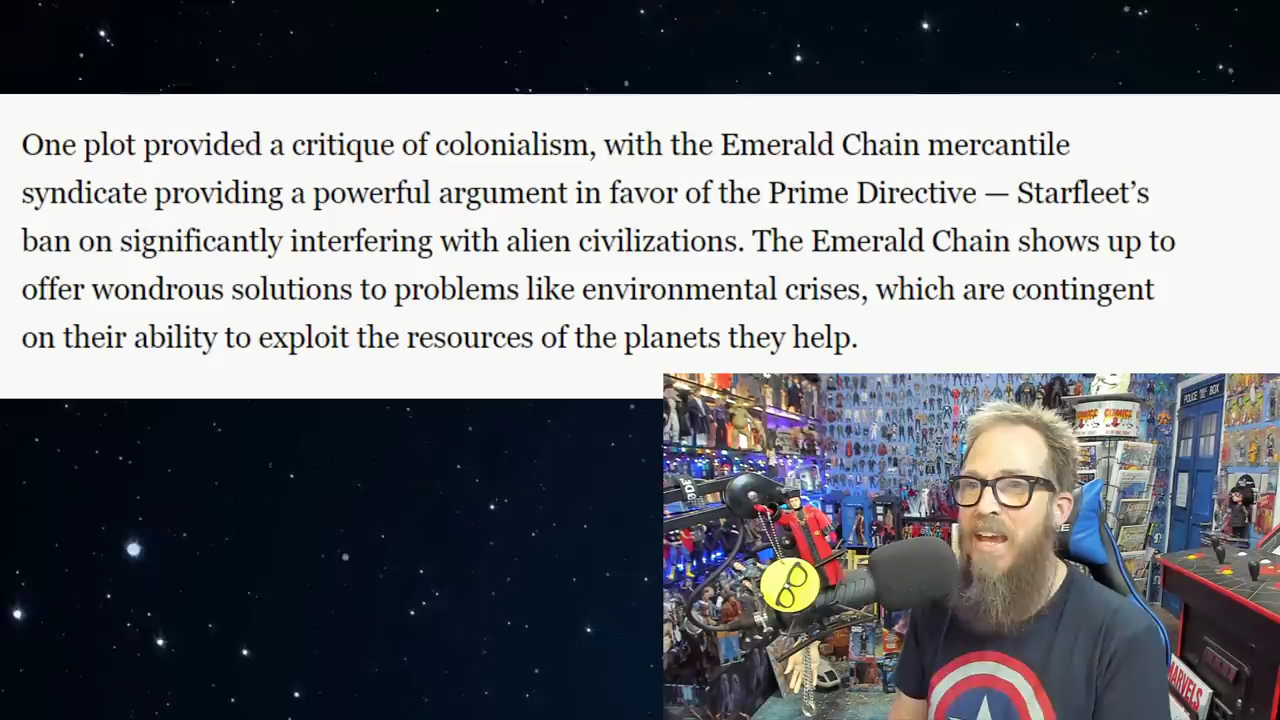 One plot provided a critique of colonialism, with the Emerald Chain mercantile
syndicate providing a powerful argument in favor of the Prime Directive — Starfleet’s
ban on significantly interfering with alien civilizations. The Emerald Chain shows up to
offer wondrous solutions to problems like environmental crises, which are contingent
on their ability to exploit the resources of the planets they help.
POLICE BOX
COMICS
MARVELS